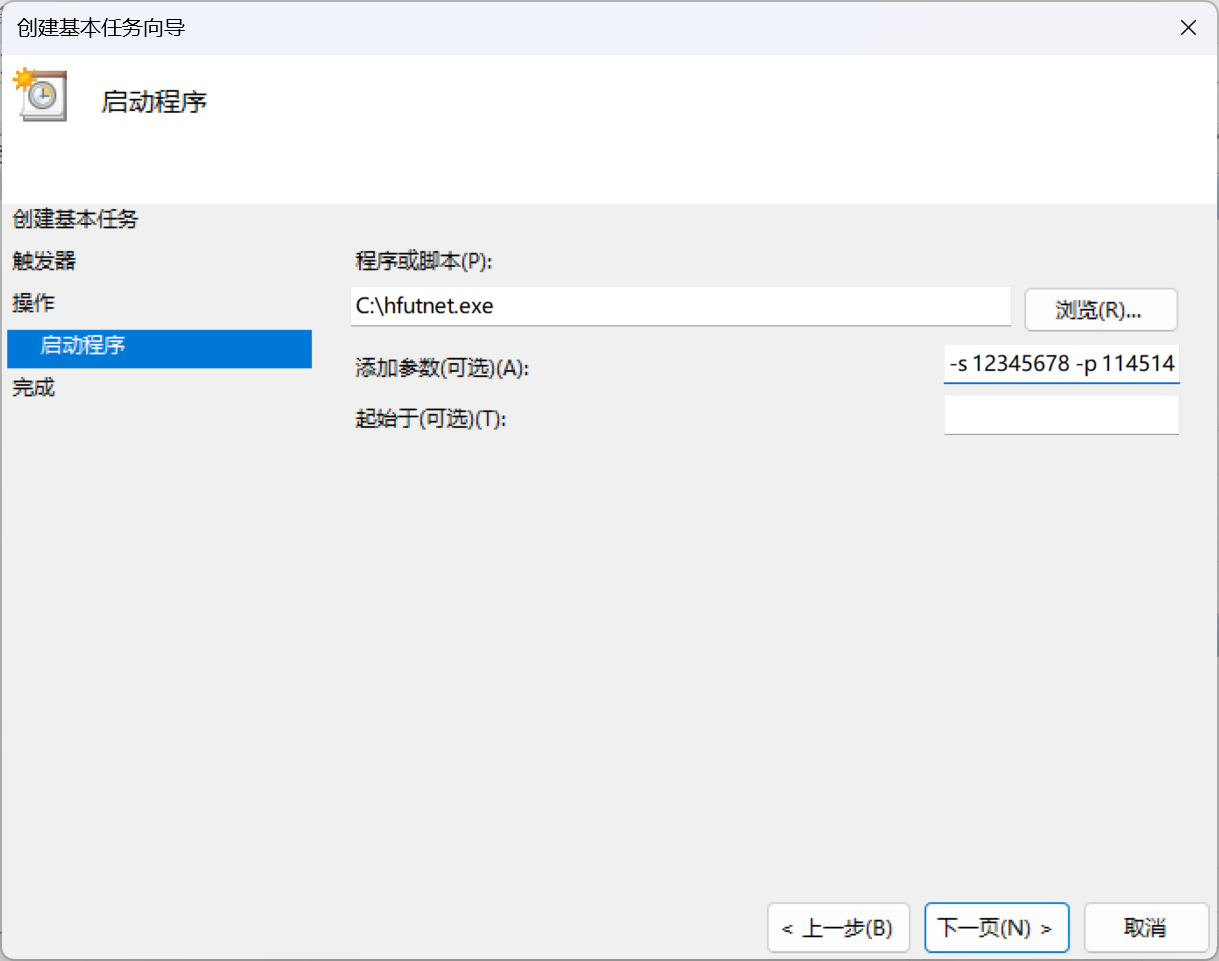 创建基本任务向导
启动程序
创建基本任务
触发器
操作
启动程序
完成
程序或脚本(P):
C:\hfutnet.exe
浏览(R)...
添加参数(可选)(A):
-s 12345678 -p 114514
起始于(可选)(T):
< 上一步(B)
下一页(N) >
取消